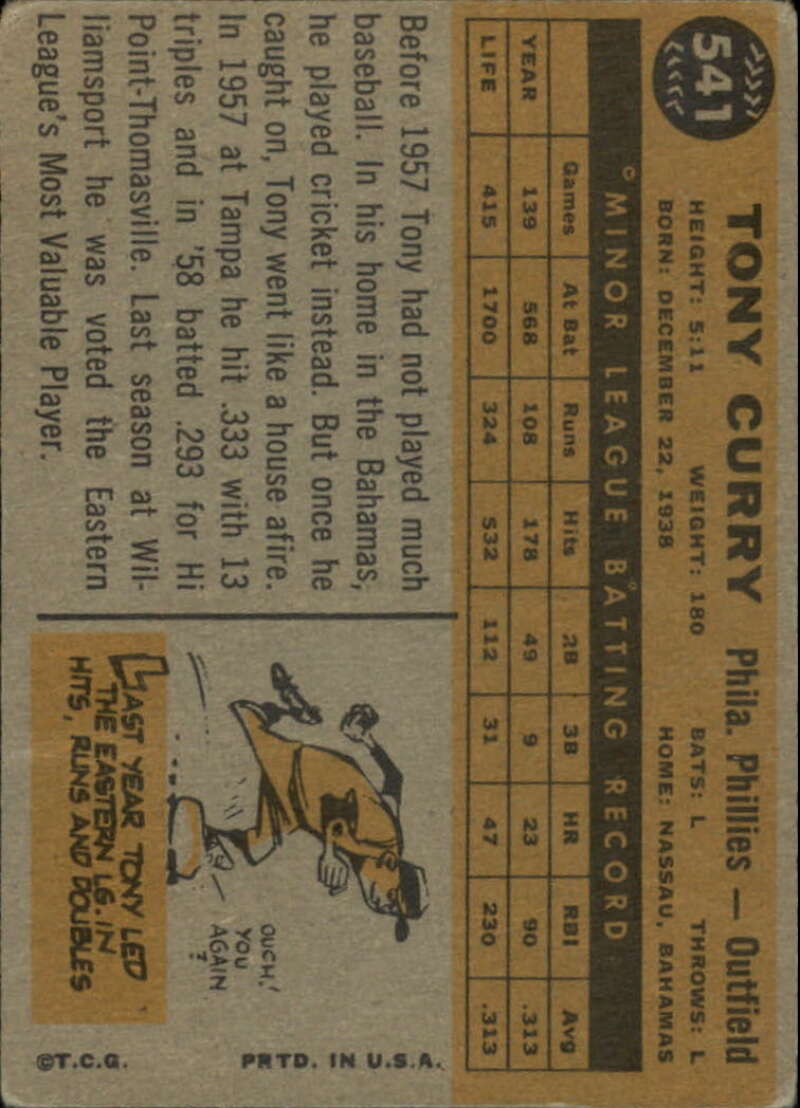 541
TONY CURRY Phila. Phillies — Outfield
HEIGHT: 5:11 WEIGHT: 180 BATS: L THROWS: L
BORN: DECEMBER 22, 1938 HOME: NASSAU, BAHAMAS
© MINOR LEAGUE BATTING RECORD
Games At Bat Runs Hits 2B 3B HR RBI Avg
YEAR 139 568 108 178 49 9 23 90 .313
LIFE 415 1700 324 532 112 31 47 230 .313
Before 1957 Tony had not played much
baseball. In his home in the Bahamas,
he played cricket instead. But once he
caught on, Tony went like a house afire.
In 1957 at Tampa he hit .333 with 13
triples and in '58 batted .293 for Hi
Point-Thomasville. Last season at Wil-
liamsport he was voted the Eastern
League's Most Valuable Player.
OUCH!
YOU
AGAIN
?
LAST YEAR TONY LED
THE EASTERN LG. IN
HITS, RUNS AND DOUBLES
©T.C.G. PRTD. IN U.S.A.